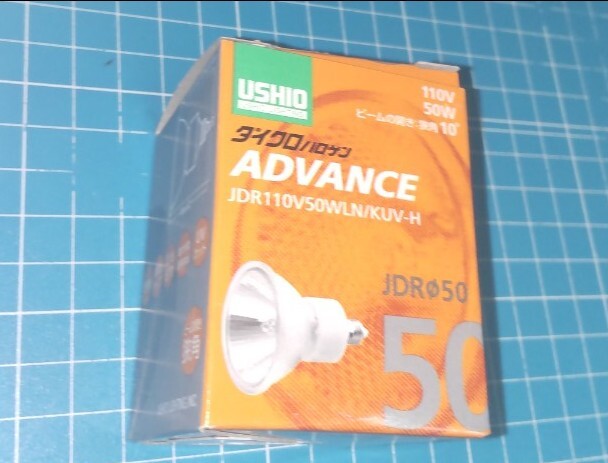 USHIO
110V
50W
ビームの開き:狭角10°
ダイクロハロゲン
ADVANCE
JDR110V50WLN/KUV-H
JDRφ50
50